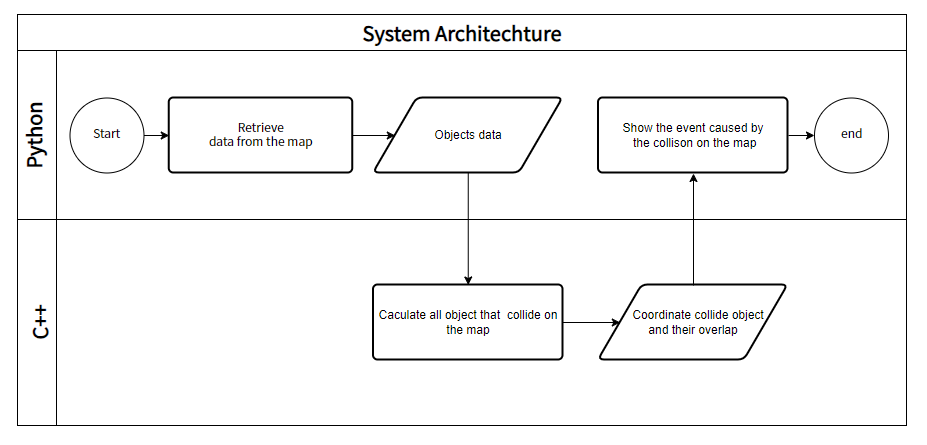 System Architechture
Python
Start
Retrieve
data from the map
Objects data
Show the event caused by
the collison on the map
end
C++
Caculate all object that collide on
the map
Coordinate collide object
and their overlap